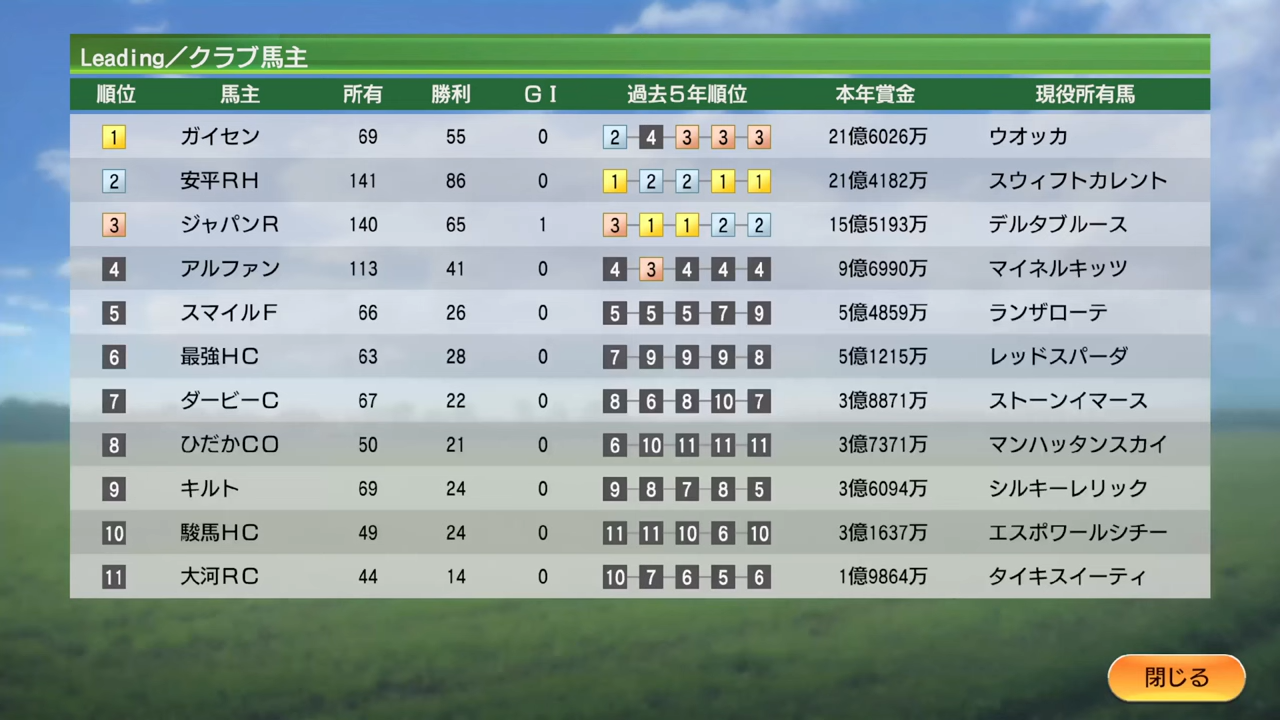 Leading／クラブ馬主
順位 馬主 所有 勝利 GⅠ 過去5年順位 本年賞金 現役所有馬
1 ガイセン 69 55 0 2-4-3-3-3 21億6026万 ウオッカ
2 安平RH 141 86 0 1-2-2-1-1 21億4182万 スウィフトカレント
3 ジャパンR 140 65 1 3-1-1-2-2 15億5193万 デルタブルース
4 アルファン 113 41 0 4-3-4-4-4 9億6990万 マイネルキッツ
5 スマイルF 66 26 0 5-5-5-7-9 5億4859万 ランザローテ
6 最強HC 63 28 0 7-9-9-9-8 5億1215万 レッドスパーダ
7 ダービーC 67 22 0 8-6-8-10-7 3億8871万 ストーンイマース
8 ひだかCO 50 21 0 6-10-11-11-11 3億7371万 マンハッタンスカイ
9 キルト 69 24 0 9-8-7-8-5 3億6094万 シルキーレリック
10 駿馬HC 49 24 0 11-11-10-6-10 3億1637万 エスポワールシチー
11 大河RC 44 14 0 10-7-6-5-6 1億9864万 タイキスイーティ
閉じる